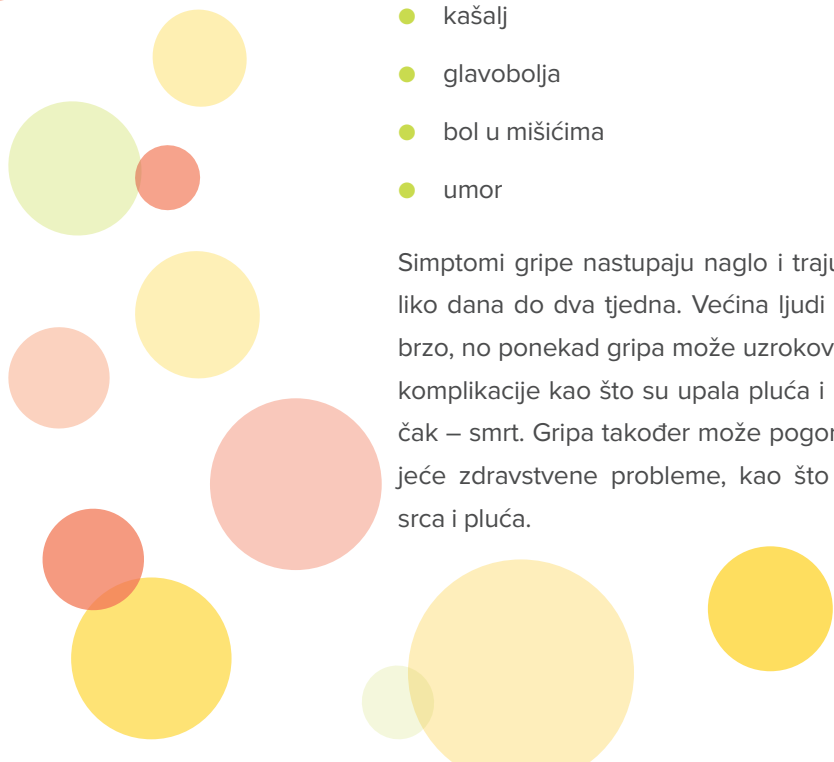 kašalj
glavobolja
bol u mišićima
umor
Simptomi gripe nastupaju naglo i traju
liko dana do dva tjedna. Većina ljudi
brzo, no ponekad gripa može uzrokov
komplikacije kao što su upala pluća i
čak – smrt. Gripa također može pogor
jeće zdravstvene probleme, kao što
srca i pluća.